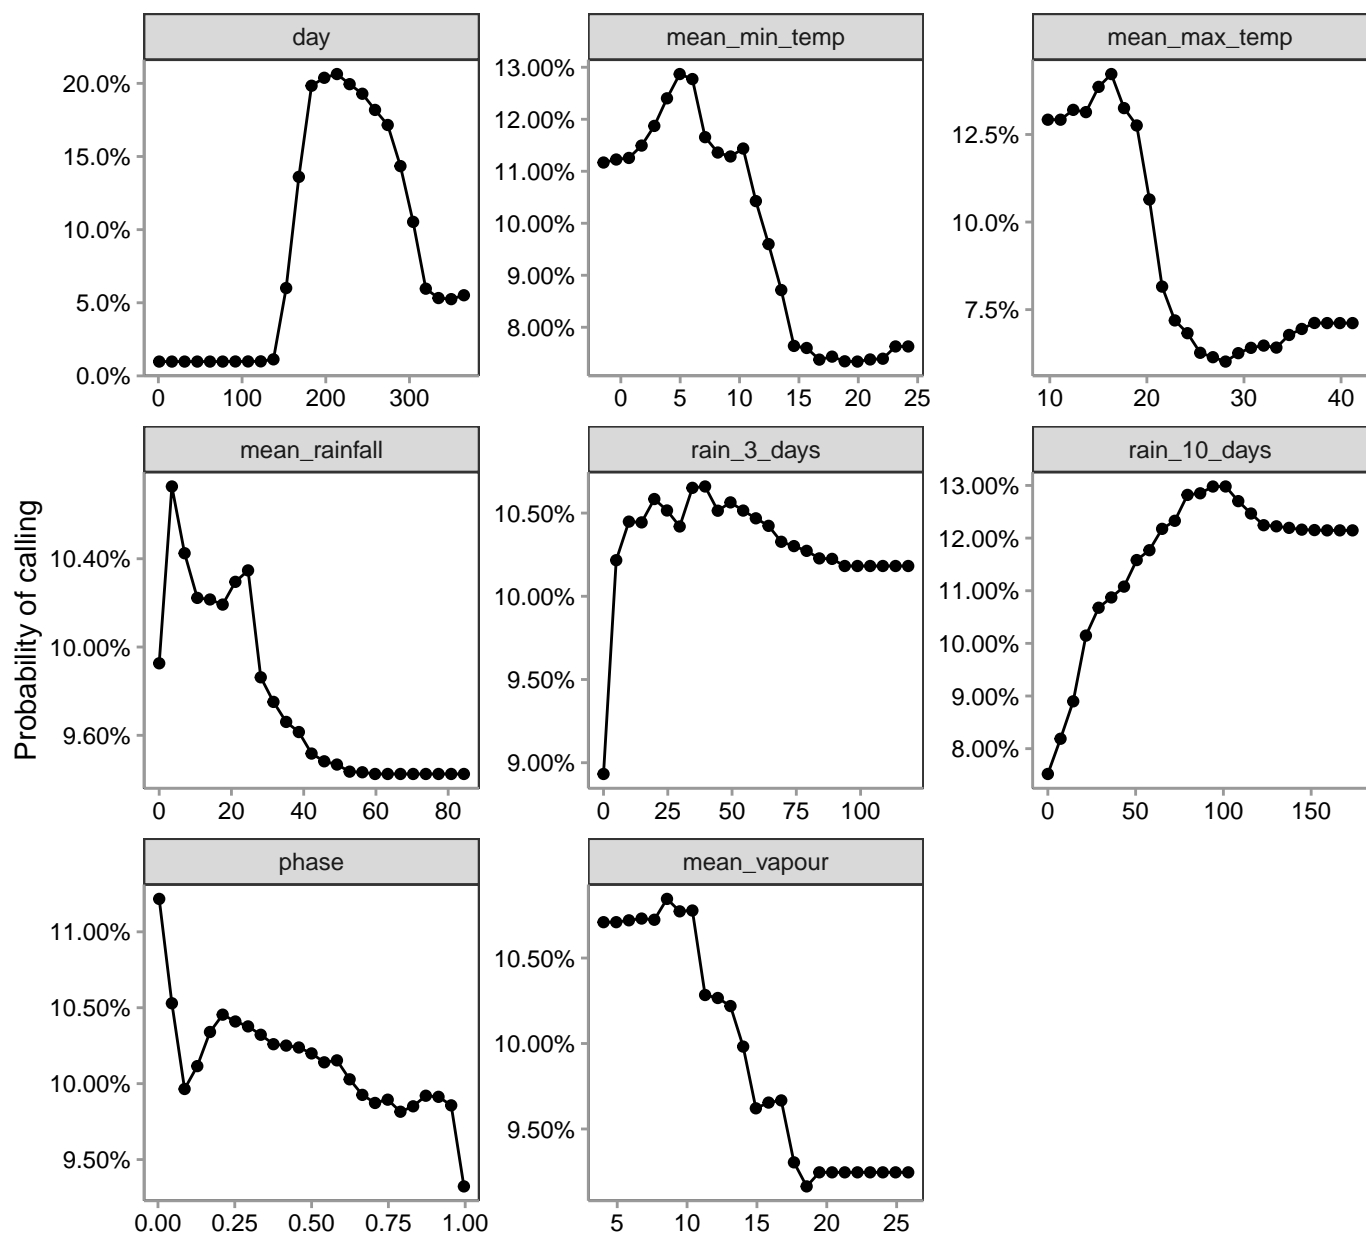 day
mean_min_temp
mean_max_temp
20.0%
15.0%
10.0%
5.0%
0.0%
0 100 200 300
13.00%
12.00%
11.00%
10.00%
9.00%
8.00%
0 5 10 15 20 25
12.5%
10.0%
7.5%
10 20 30 40
Probability of calling
mean_rainfall
rain_3_days
rain_10_days
10.40%
10.00%
9.60%
0 20 40 60 80
10.50%
10.00%
9.50%
9.00%
0 25 50 75 100
13.00%
12.00%
11.00%
10.00%
9.00%
8.00%
0 50 100 150
phase
mean_vapour
11.00%
10.50%
10.00%
9.50%
0.00 0.25 0.50 0.75 1.00
10.50%
10.00%
9.50%
5 10 15 20 25